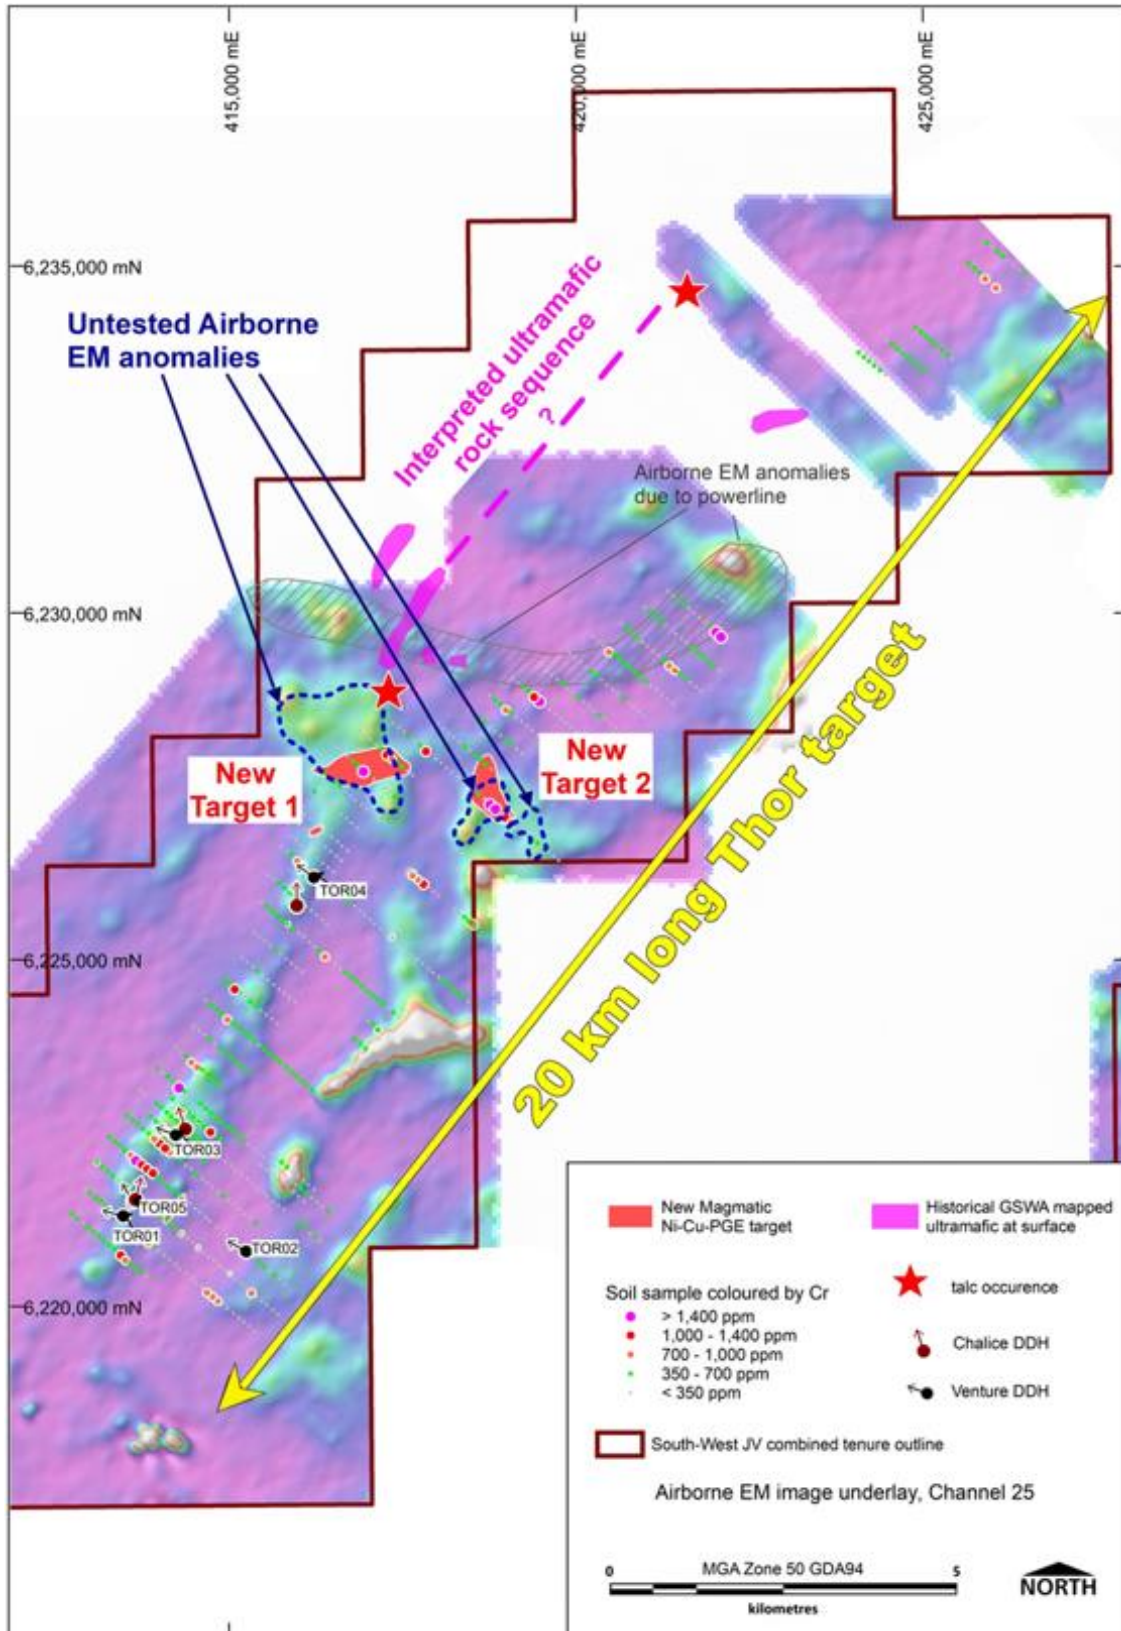 415,000 mE
420,000 mE
425,000 mE
6,235,000 mN
Untested Airborne
EM anomalies
Interpreted ultramafic
rock sequence
?
Airborne EM anomalies
due to powerline
6,230,000 mN
New
Target 1
New
Target 2
TOR04
6,225,000 mN
20 km long Thor target
TOR03
TOR05
TOR01
TOR02
6,220,000 mN
New Magmatic
Ni-Cu-PGE target
Historical GSWA mapped
ultramafic at surface
Soil sample coloured by Cr
> 1,400 ppm
1,000 - 1,400 ppm
700 - 1,000 ppm
350 - 700 ppm
< 350 ppm
talc occurence
Chalice DDH
Venture DDH
South-West JV combined tenure outline
Airborne EM image underlay, Channel 25
0 MGA Zone 50 GDA94 5
kilometres
NORTH